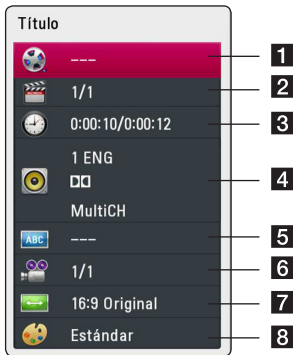 Título
--- 1
1/1 2
0:00:10/0:00:12 3
1 ENG
DD 4
MultiCH
ABC --- 5
1/1 6
16:9 Original 7
Estándar 8